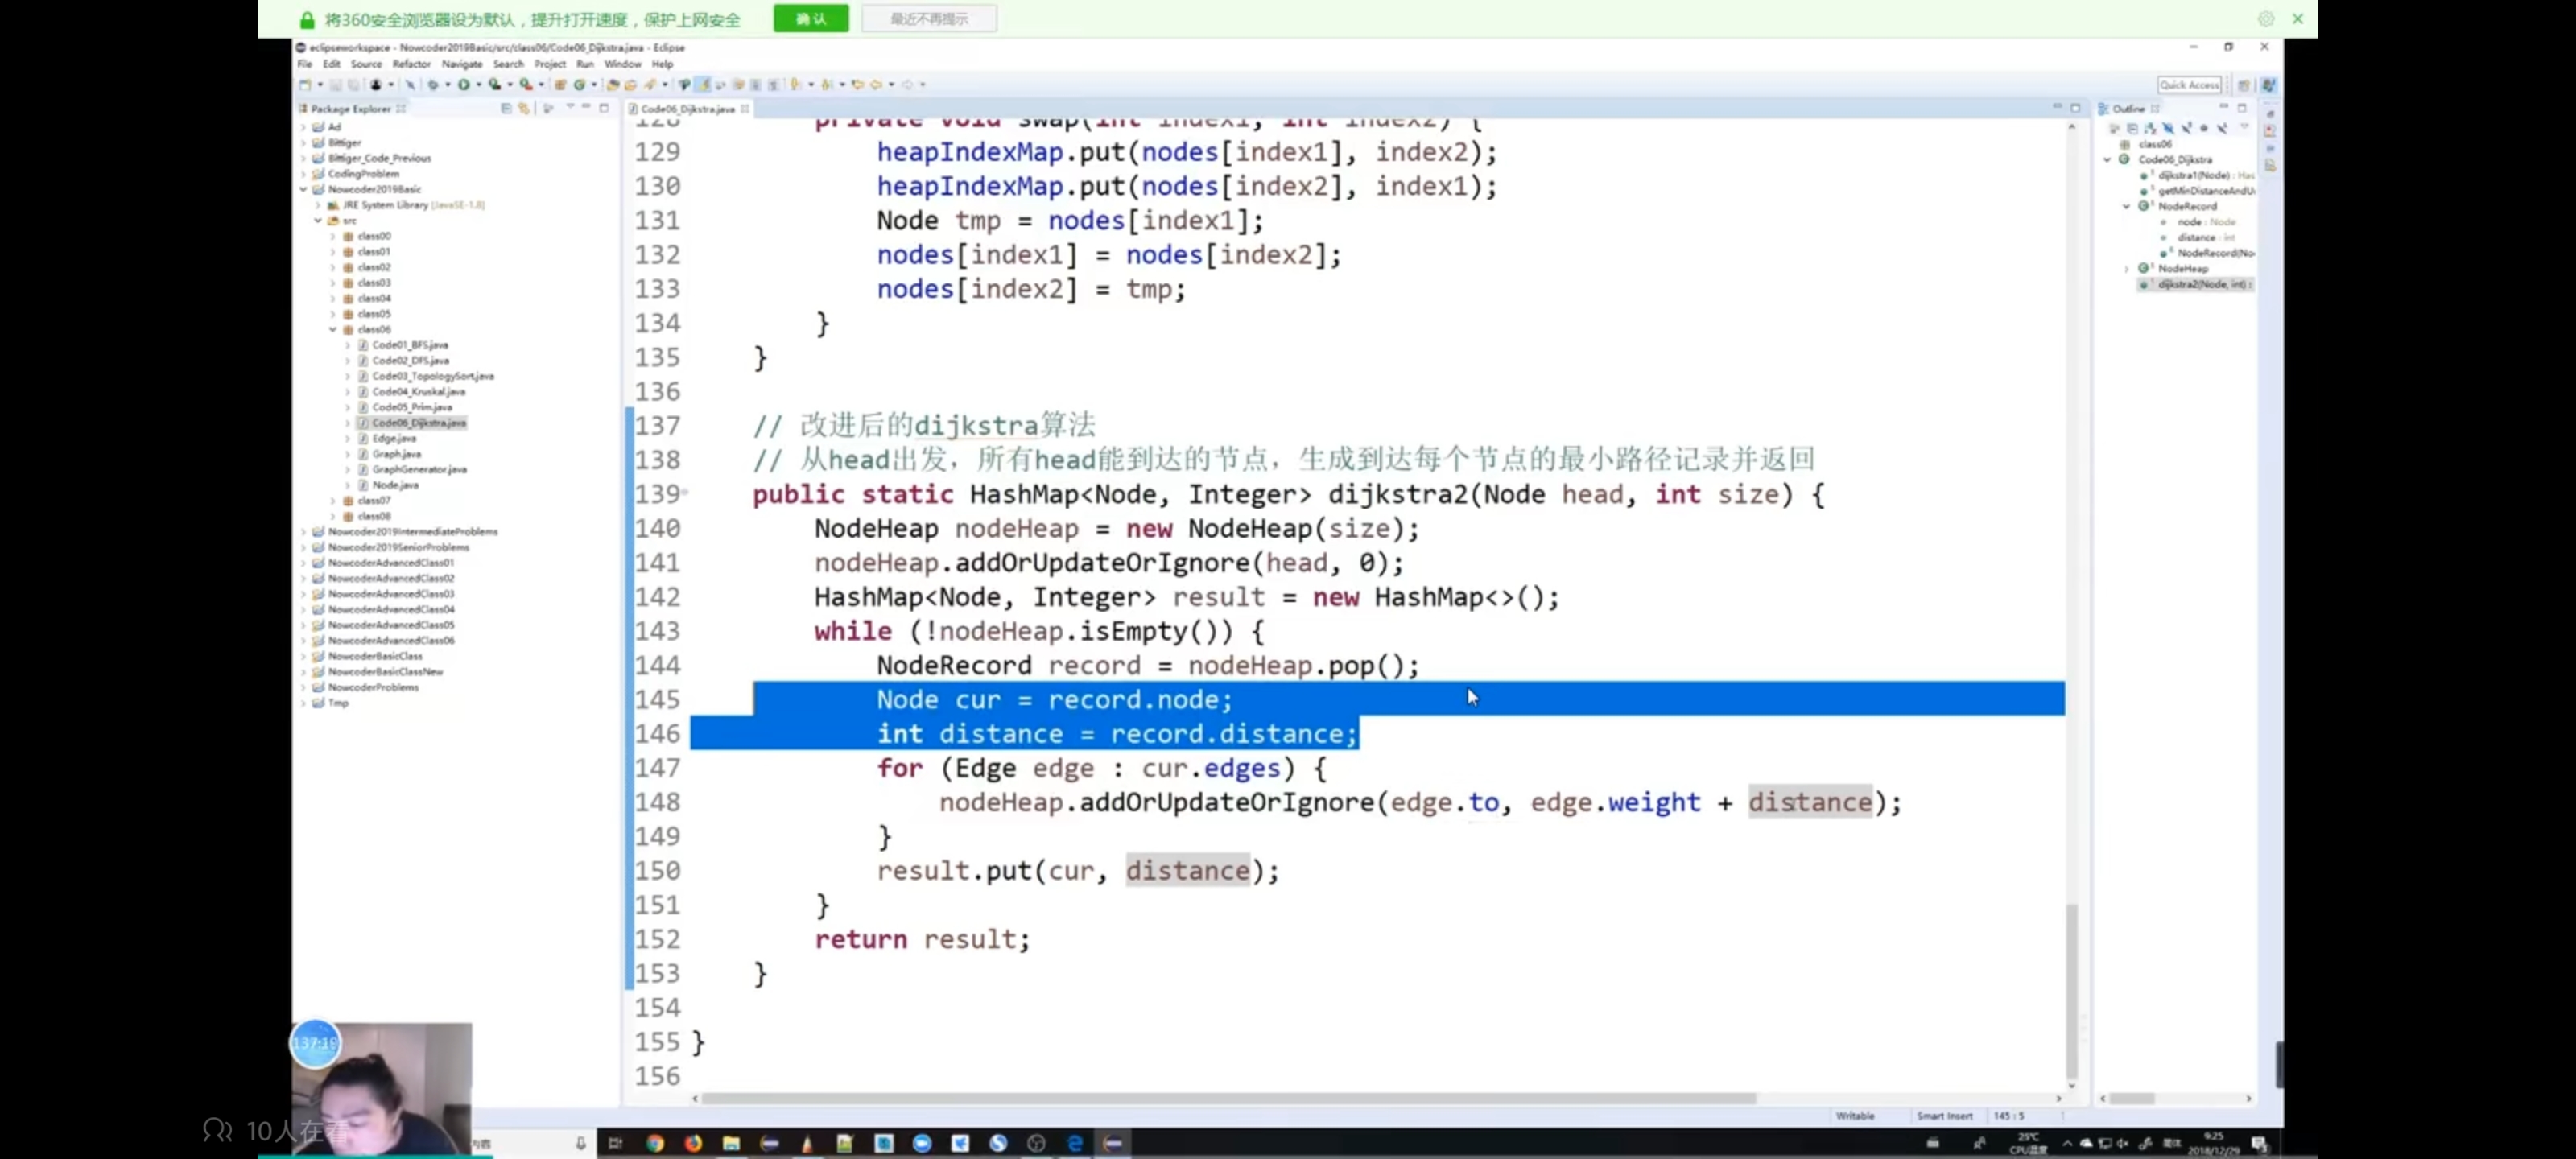 将360安全浏览器设为默认，提升打开速度，保护上网安全
确认
最近不再提示
eclipseworkspace - Nowcoder2019Basic/src/class06/Code06_Dijkstra.java - Eclipse
File Edit Source Refactor Navigate Search Project Run Window Help
Quick Access
Package Explorer
Ad
Bittiger
Bittiger_Code_Previous
CodingProblem
Nowcoder2019Basic
JRE System Library [JavaSE-1.8]
src
class00
class01
class02
class03
class04
class05
class06
Code01_BFS.java
Code02_DFS.java
Code03_TopologySort.java
Code04_Kruskal.java
Code05_Prim.java
Code06_Dijkstra.java
Edge.java
Graph.java
GraphGenerator.java
Node.java
class07
class08
Nowcoder2019IntermediateProblems
Nowcoder2019SeniorProblems
NowcoderAdvancedClass01
NowcoderAdvancedClass02
NowcoderAdvancedClass03
NowcoderAdvancedClass04
NowcoderAdvancedClass05
NowcoderAdvancedClass06
NowcoderBasicClass
NowcoderBasicClassNew
NowcoderProblems
Tmp
Code06_Dijkstra.java
128 private void swap(int index1, int index2) {
129 heapIndexMap.put(nodes[index1], index2);
130 heapIndexMap.put(nodes[index2], index1);
131 Node tmp = nodes[index1];
132 nodes[index1] = nodes[index2];
133 nodes[index2] = tmp;
134 }
135 }
136
137 // 改进后的dijkstra算法
138 // 从head出发，所有head能到达的节点，生成到达每个节点的最小路径记录并返回
139 public static HashMap<Node, Integer> dijkstra2(Node head, int size) {
140 NodeHeap nodeHeap = new NodeHeap(size);
141 nodeHeap.addOrUpdateOrIgnore(head, 0);
142 HashMap<Node, Integer> result = new HashMap<>();
143 while (!nodeHeap.isEmpty()) {
144 NodeRecord record = nodeHeap.pop();
145 Node cur = record.node;
146 int distance = record.distance;
147 for (Edge edge : cur.edges) {
148 nodeHeap.addOrUpdateOrIgnore(edge.to, edge.weight + distance);
149 }
150 result.put(cur, distance);
151 }
152 return result;
153 }
154
155 }
156
Outline
class06
Code06_Dijkstra
dijkstra1(Node) : Has
getMinDistanceAndU
NodeRecord
node : Node
distance : int
NodeRecord(No
NodeHeap
dijkstra2(Node, int) :
Writable Smart Insert 145 : 5
137:19
10人在看
内容
25℃
CPU温度
9:25
2018/12/29